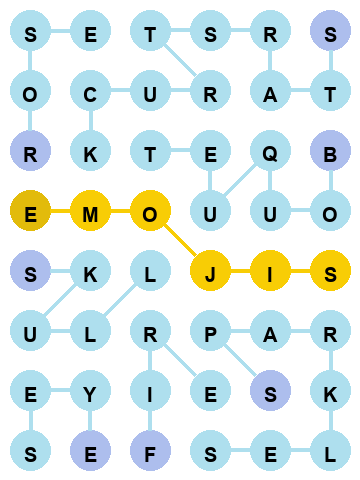 S E T S R S
O C U R A T
R K T E Q B
E M O U U O
S K L J I S
U L R P A R
E Y I E S K
S E F S E L